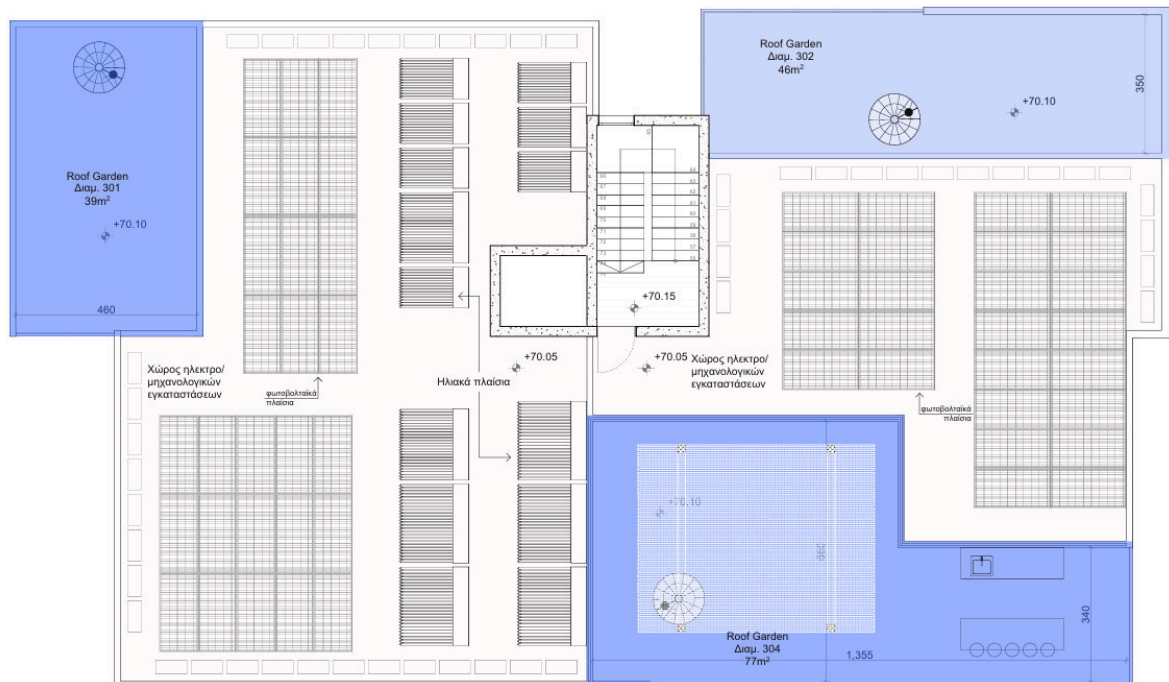 Roof Garden
Διαμ. 302
46m²
+70.10
350
Roof Garden
Διαμ. 301
39m²
+70.10
460
+70.15
+70.05
+70.05
Χώρος ηλεκτρο/
μηχανολογικών
εγκαταστάσεων
φωτοβολταϊκά
πλαίσια
Ηλιακά πλαίσια
Χώρος ηλεκτρο/
μηχανολογικών
εγκαταστάσεων
φωτοβολταϊκά
πλαίσια
+70.10
340
Roof Garden
Διαμ. 304
77m²
1,355